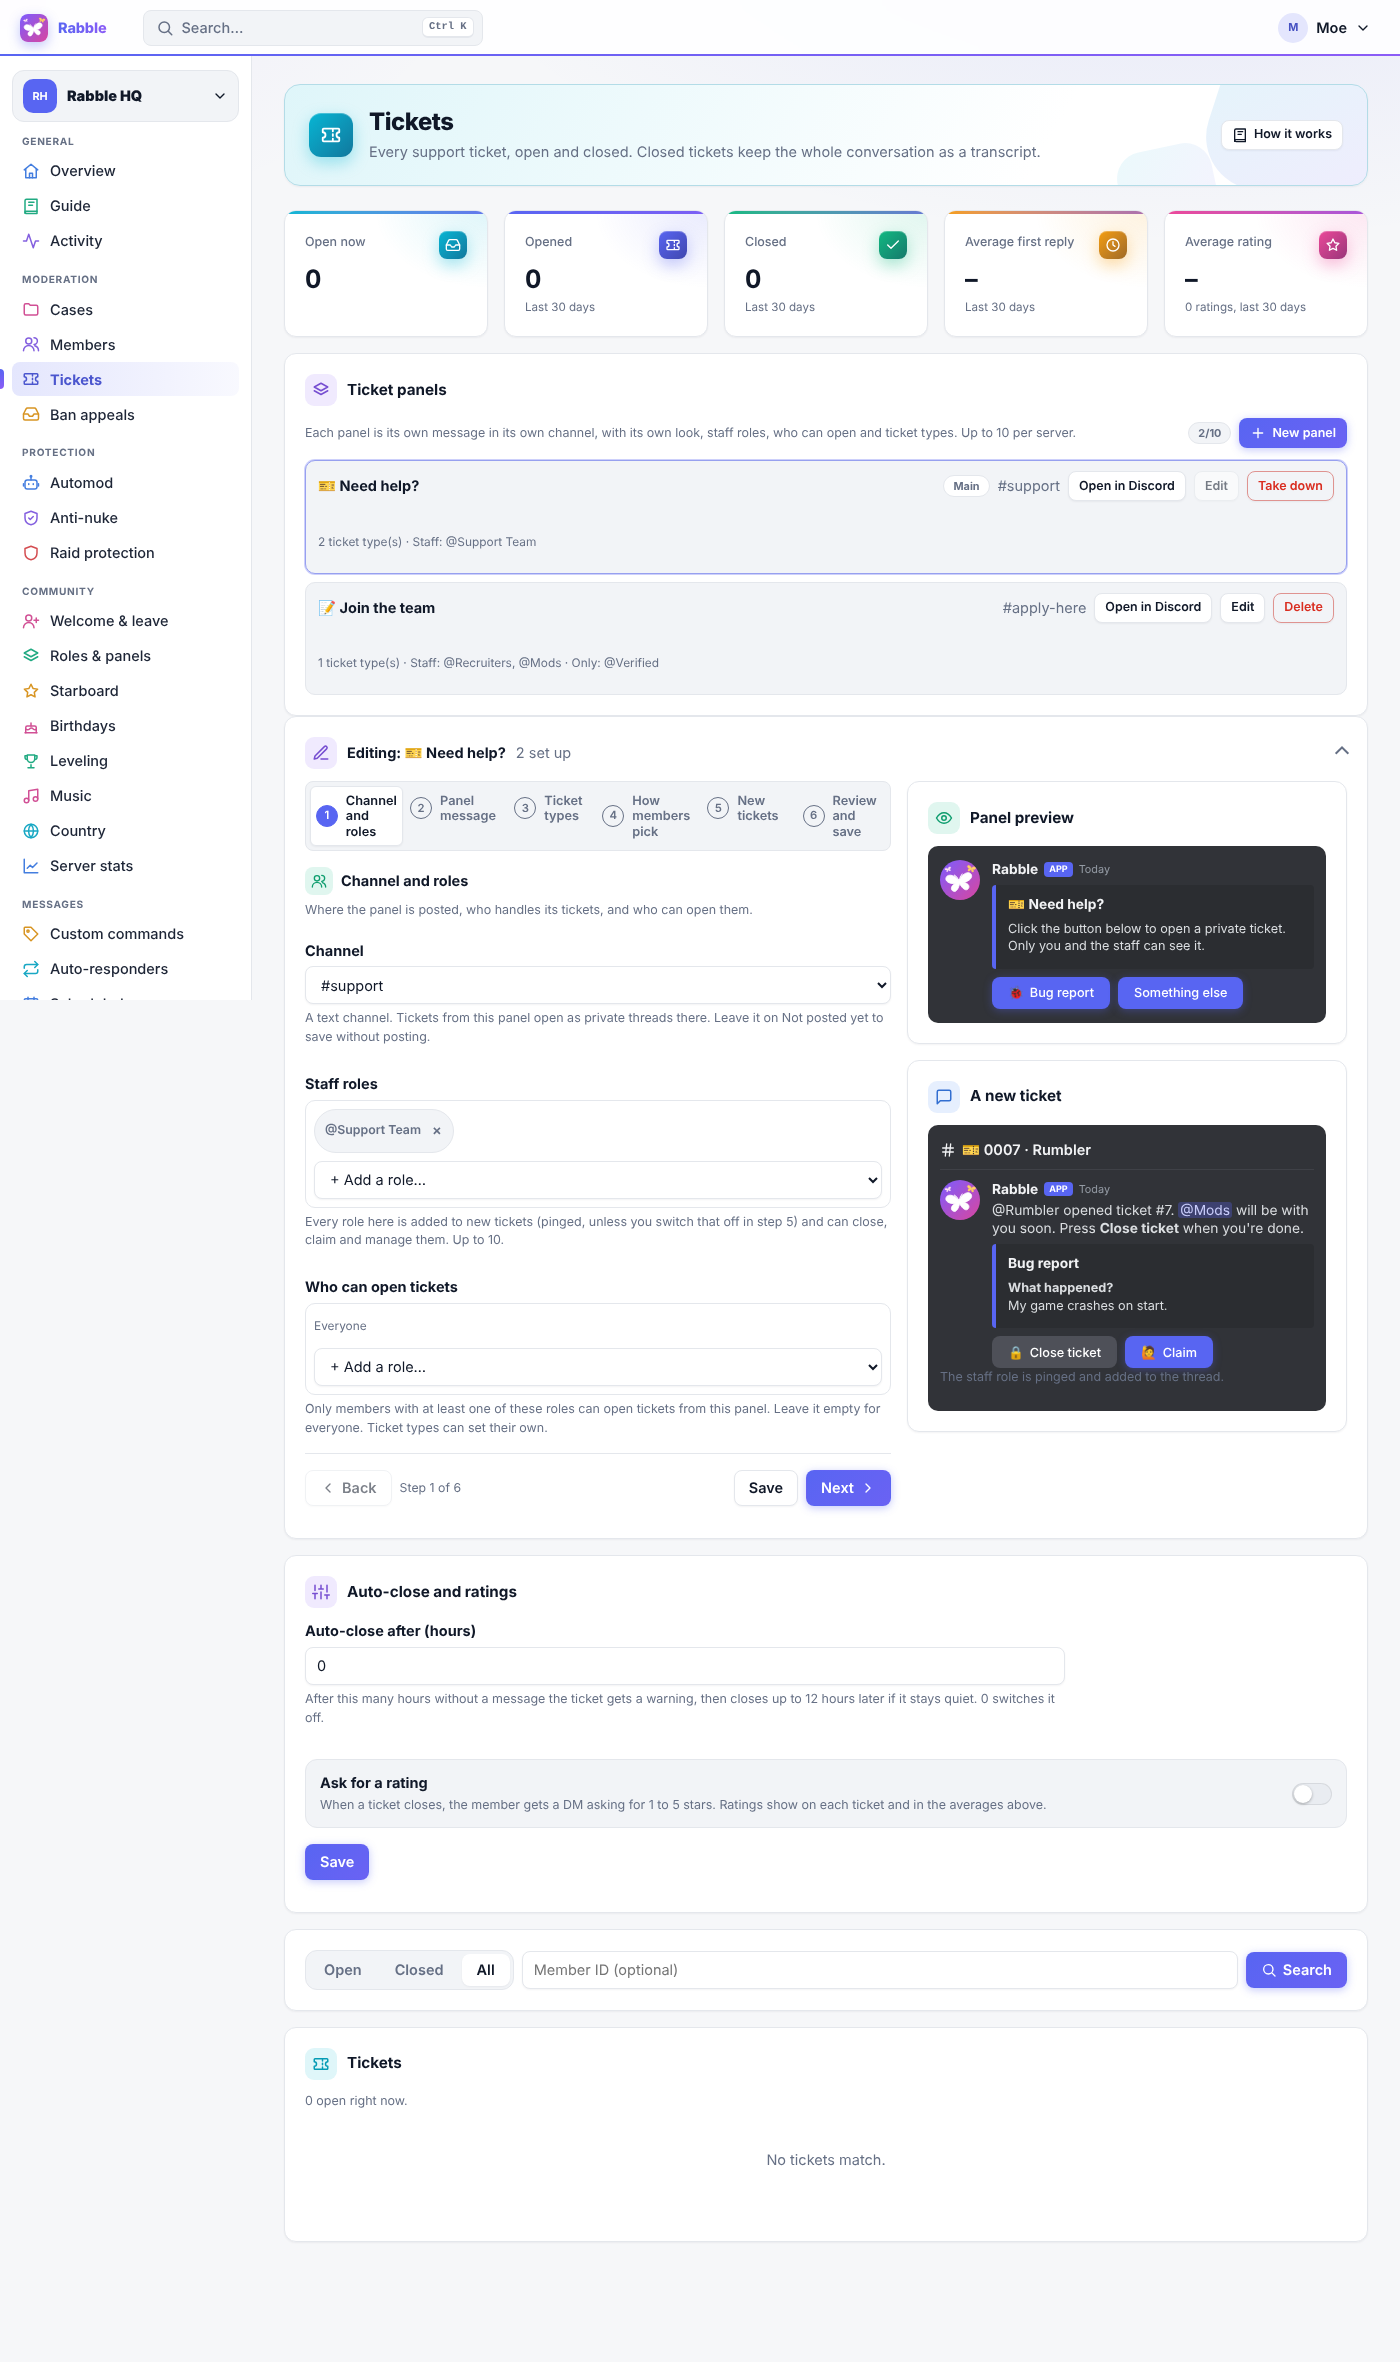 Rabble
Search...
Ctrl K
M
Moe
RH
Rabble HQ
GENERAL
Overview
Guide
Activity
MODERATION
Cases
Members
Tickets
Ban appeals
PROTECTION
Automod
Anti-nuke
Raid protection
COMMUNITY
Welcome & leave
Roles & panels
Starboard
Birthdays
Leveling
Music
Country
Server stats
MESSAGES
Custom commands
Auto-responders
Tickets
Every support ticket, open and closed. Closed tickets keep the whole conversation as a transcript.
How it works
Open now
0
Opened
0
Last 30 days
Closed
0
Last 30 days
Average first reply
–
Last 30 days
Average rating
–
0 ratings, last 30 days
Ticket panels
Each panel is its own message in its own channel, with its own look, staff roles, who can open and ticket types. Up to 10 per server.
2/10
New panel
🎫 Need help?
Main
#support
Open in Discord
Edit
Take down
2 ticket type(s) · Staff: @Support Team
📝 Join the team
#apply-here
Open in Discord
Edit
Delete
1 ticket type(s) · Staff: @Recruiters, @Mods · Only: @Verified
Editing: 🎫 Need help? 2 set up
1
Channel
and
roles
2
Panel
message
3
Ticket
types
4
How
members
pick
5
New
tickets
6
Review
and
save
Channel and roles
Where the panel is posted, who handles its tickets, and who can open them.
Channel
#support
A text channel. Tickets from this panel open as private threads there. Leave it on Not posted yet to
save without posting.
Staff roles
@Support Team ×
+ Add a role...
Every role here is added to new tickets (pinged, unless you switch that off in step 5) and can close,
claim and manage them. Up to 10.
Who can open tickets
Everyone
+ Add a role...
Only members with at least one of these roles can open tickets from this panel. Leave it empty for
everyone. Ticket types can set their own.
Back
Step 1 of 6
Save
Next
Panel preview
Rabble APP Today
🎫 Need help?
Click the button below to open a private ticket.
Only you and the staff can see it.
🐞 Bug report
Something else
A new ticket
# 🎫 0007 · Rumbler
Rabble APP Today
@Rumbler opened ticket #7. @Mods will be with
you soon. Press Close ticket when you're done.
Bug report
What happened?
My game crashes on start.
🔒 Close ticket
🙋 Claim
The staff role is pinged and added to the thread.
Auto-close and ratings
Auto-close after (hours)
0
After this many hours without a message the ticket gets a warning, then closes up to 12 hours later if it stays quiet. 0 switches it
off.
Ask for a rating
When a ticket closes, the member gets a DM asking for 1 to 5 stars. Ratings show on each ticket and in the averages above.
Save
Open
Closed
All
Member ID (optional)
Search
Tickets
0 open right now.
No tickets match.